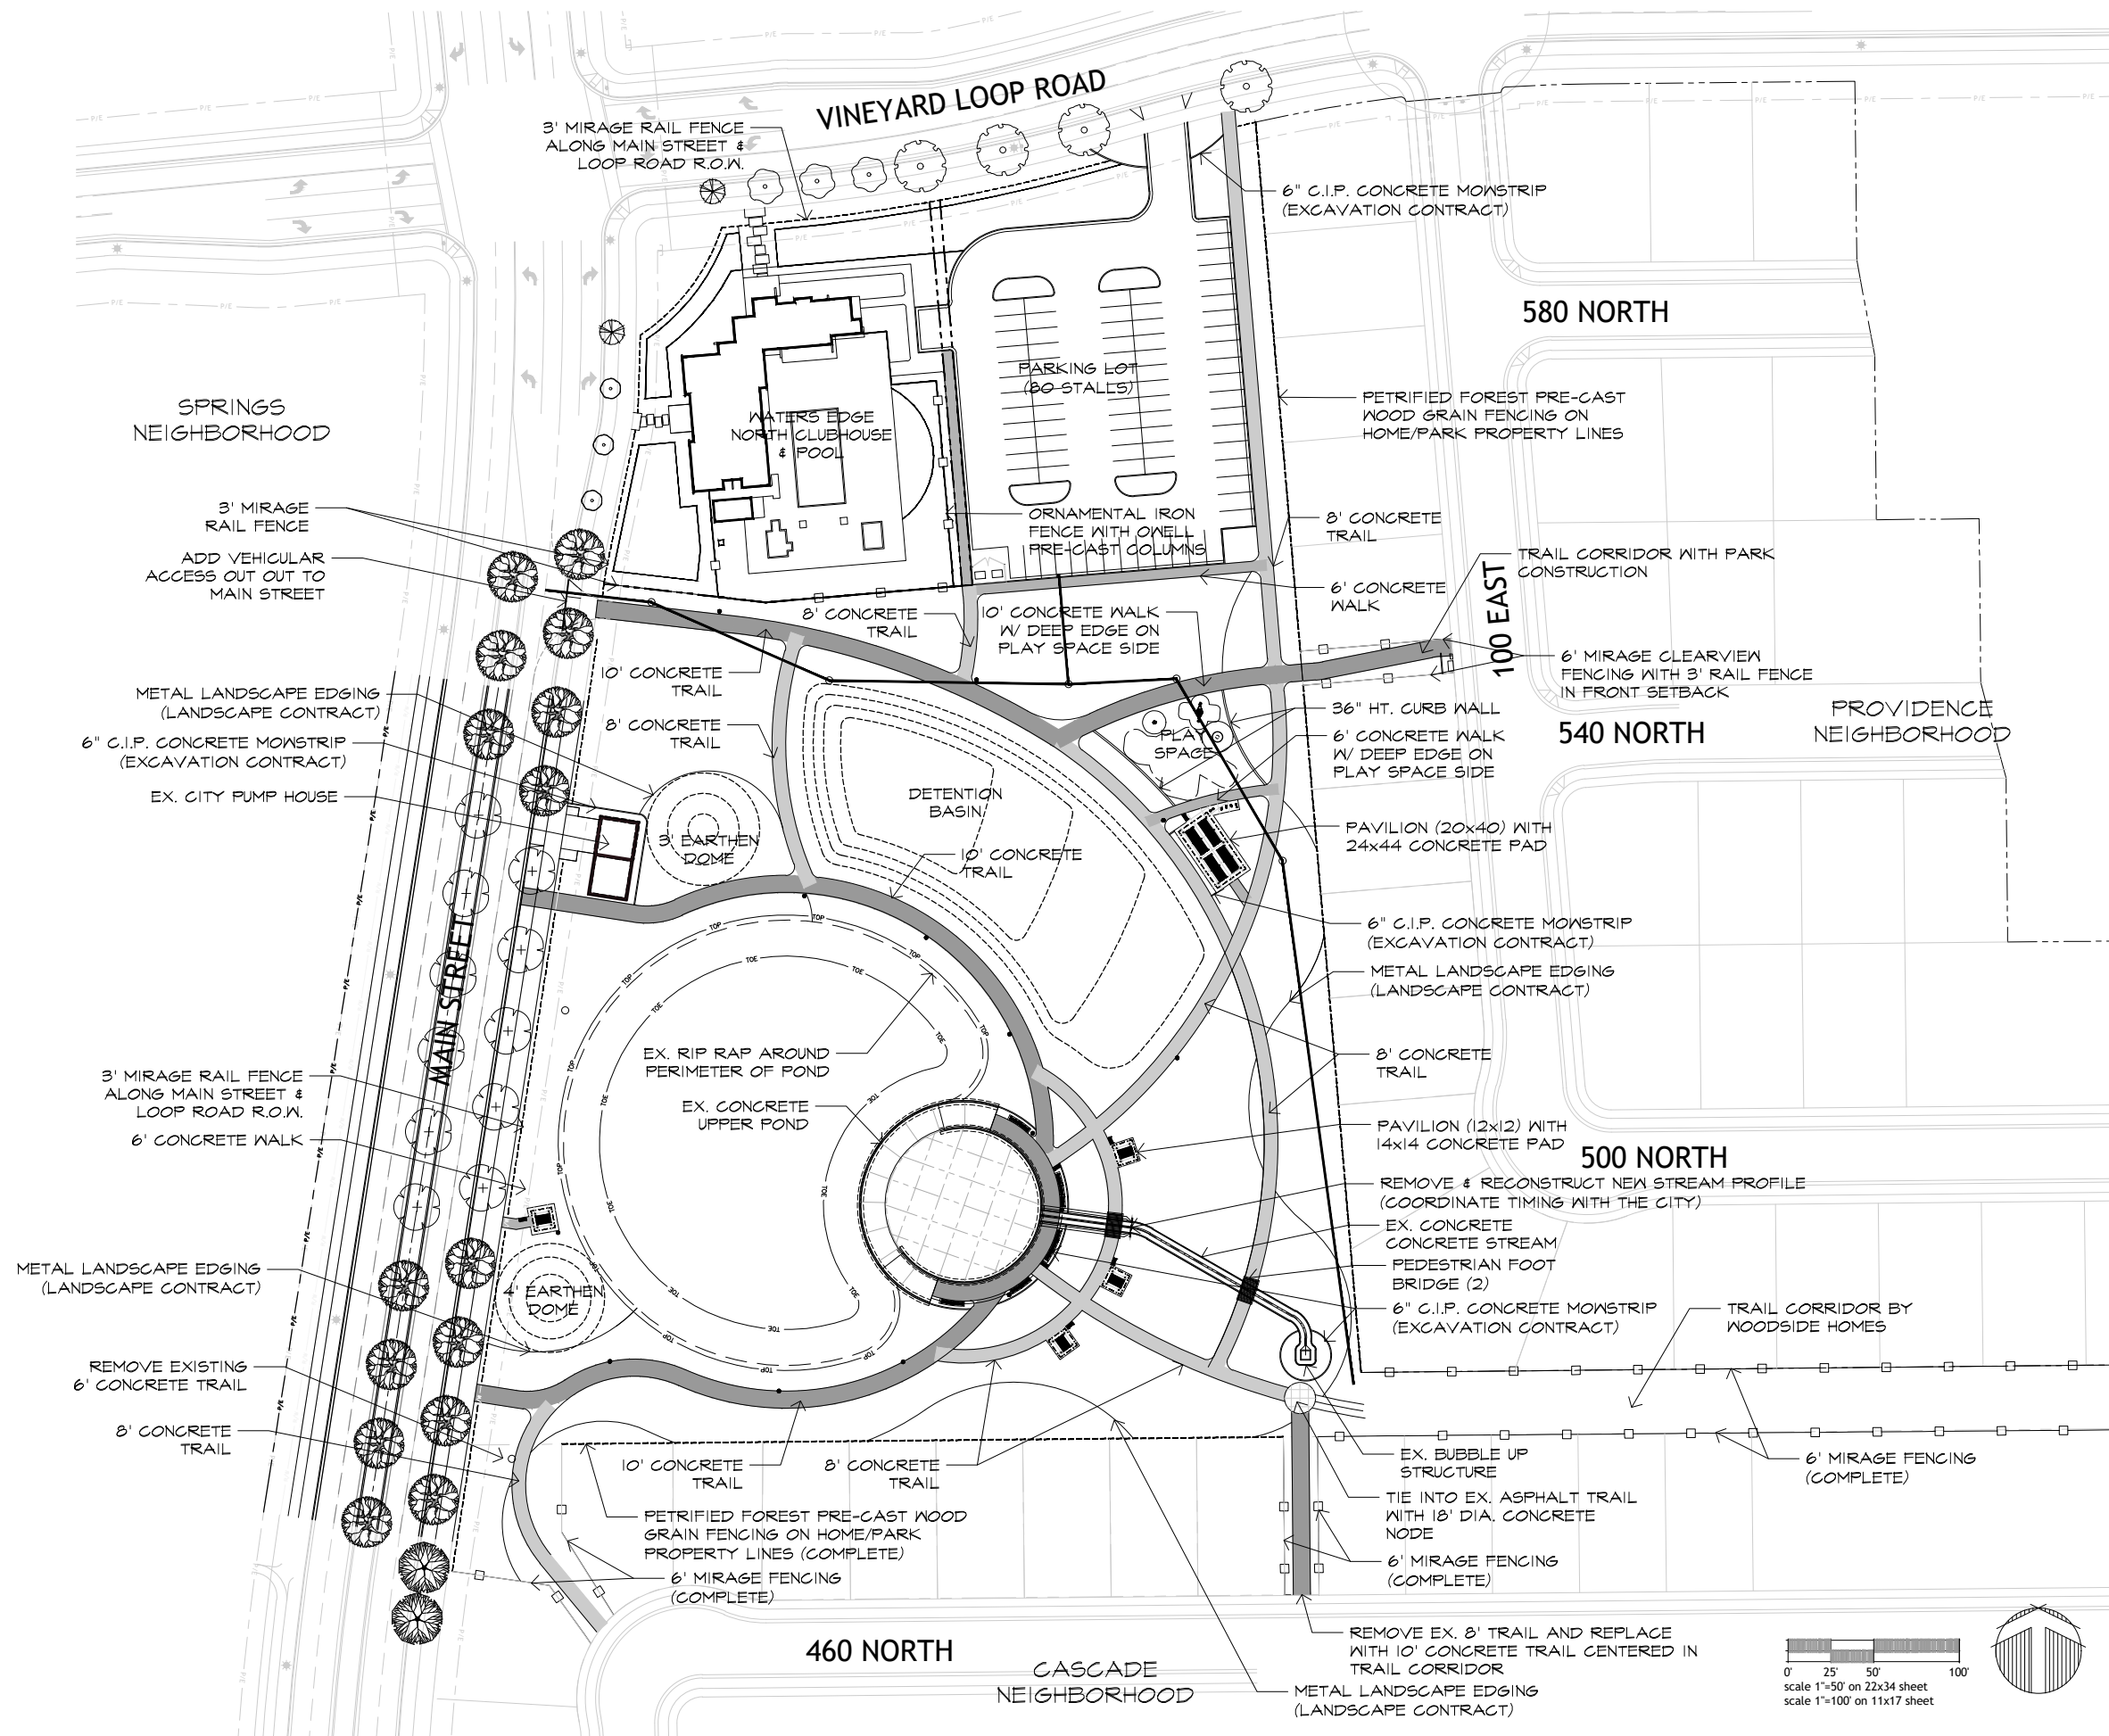 VINEYARD LOOP ROAD
3' MIRAGE RAIL FENCE
ALONG MAIN STREET &
LOOP ROAD R.O.W.
6" C.I.P. CONCRETE MOWSTRIP
(EXCAVATION CONTRACT)
580 NORTH
PARKING LOT
(80 STALLS)
PETRIFIED FOREST PRE-CAST
WOOD GRAIN FENCING ON
HOME/PARK PROPERTY LINES
SPRINGS
NEIGHBORHOOD
WATERS EDGE
NORTH CLUBHOUSE
& POOL
3' MIRAGE
RAIL FENCE
ORNAMENTAL IRON
FENCE WITH OWELL
PRE-CAST COLUMNS
8' CONCRETE
TRAIL
ADD VEHICULAR
ACCESS OUT OUT TO
MAIN STREET
TRAIL CORRIDOR WITH PARK
CONSTRUCTION
6' CONCRETE
WALK
100 EAST
8' CONCRETE
TRAIL
10' CONCRETE WALK
W/ DEEP EDGE ON
PLAY SPACE SIDE
6' MIRAGE CLEARVIEW
FENCING WITH 3' RAIL FENCE
IN FRONT SETBACK
10' CONCRETE
TRAIL
METAL LANDSCAPE EDGING
(LANDSCAPE CONTRACT)
36" HT. CURB WALL
PROVIDENCE
NEIGHBORHOOD
540 NORTH
8' CONCRETE
TRAIL
PLAY
SPACE
6' CONCRETE WALK
W/ DEEP EDGE ON
PLAY SPACE SIDE
6" C.I.P. CONCRETE MOWSTRIP
(EXCAVATION CONTRACT)
EX. CITY PUMP HOUSE
DETENTION
BASIN
3' EARTHEN
DOME
PAVILION (20x40) WITH
24x44 CONCRETE PAD
10' CONCRETE
TRAIL
6" C.I.P. CONCRETE MOWSTRIP
(EXCAVATION CONTRACT)
METAL LANDSCAPE EDGING
(LANDSCAPE CONTRACT)
MAIN STREET
EX. RIP RAP AROUND
PERIMETER OF POND
8' CONCRETE
TRAIL
3' MIRAGE RAIL FENCE
ALONG MAIN STREET &
LOOP ROAD R.O.W.
EX. CONCRETE
UPPER POND
6' CONCRETE WALK
PAVILION (12x12) WITH
14x14 CONCRETE PAD
500 NORTH
REMOVE & RECONSTRUCT NEW STREAM PROFILE
(COORDINATE TIMING WITH THE CITY)
EX. CONCRETE
CONCRETE STREAM
METAL LANDSCAPE EDGING
(LANDSCAPE CONTRACT)
PEDESTRIAN FOOT
BRIDGE (2)
4' EARTHEN
DOME
6" C.I.P. CONCRETE MOWSTRIP
(EXCAVATION CONTRACT)
TRAIL CORRIDOR BY
WOODSIDE HOMES
REMOVE EXISTING
6' CONCRETE TRAIL
8' CONCRETE
TRAIL
10' CONCRETE
TRAIL
8' CONCRETE
TRAIL
EX. BUBBLE UP
STRUCTURE
6' MIRAGE FENCING
(COMPLETE)
TIE INTO EX. ASPHALT TRAIL
WITH 18' DIA. CONCRETE
NODE
PETRIFIED FOREST PRE-CAST WOOD
GRAIN FENCING ON HOME/PARK
PROPERTY LINES (COMPLETE)
6' MIRAGE FENCING
(COMPLETE)
6' MIRAGE FENCING
(COMPLETE)
460 NORTH
CASCADE
NEIGHBORHOOD
REMOVE EX. 8' TRAIL AND REPLACE
WITH 10' CONCRETE TRAIL CENTERED IN
TRAIL CORRIDOR
METAL LANDSCAPE EDGING
(LANDSCAPE CONTRACT)
0' 25' 50' 100'
scale 1"=50' on 22x34 sheet
scale 1"=100' on 11x17 sheet